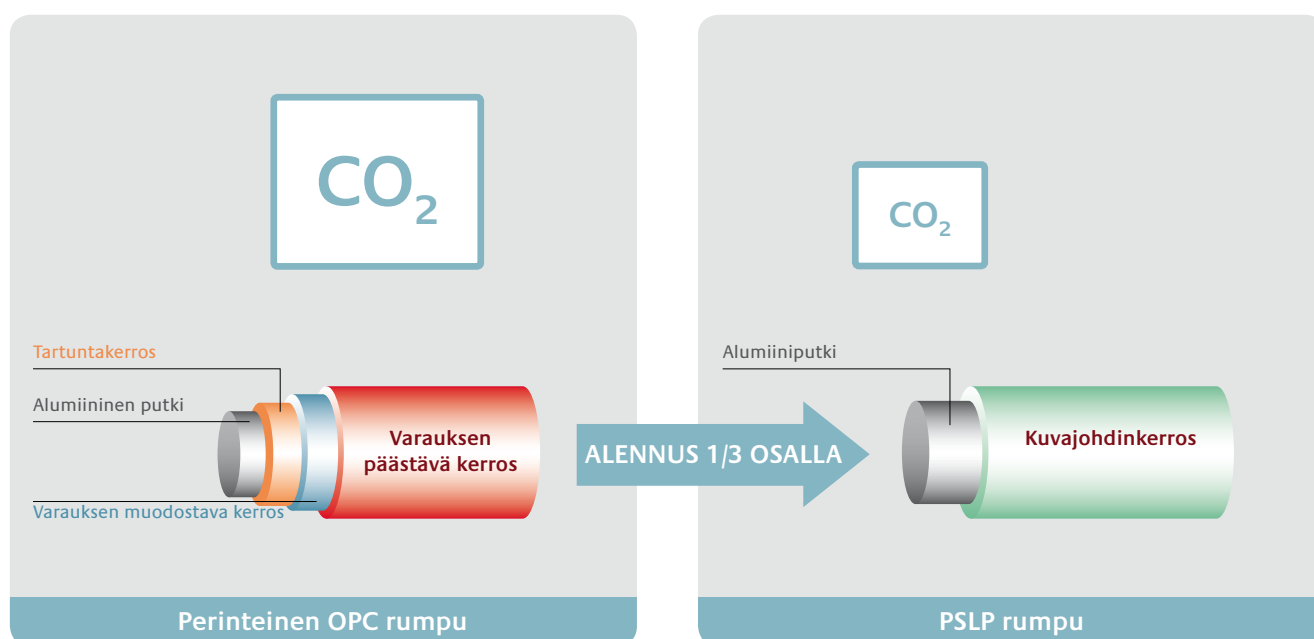 CO₂
Tartuntakerros
Alumiininen putki
Varauksen muodostava kerros
Varauksen
päästävä kerros
Perinteinen OPC rumpu
ALENNUS 1/3 OSALLA
CO₂
Alumiiniputki
Kuvajohdinkerros
PSLP rumpu